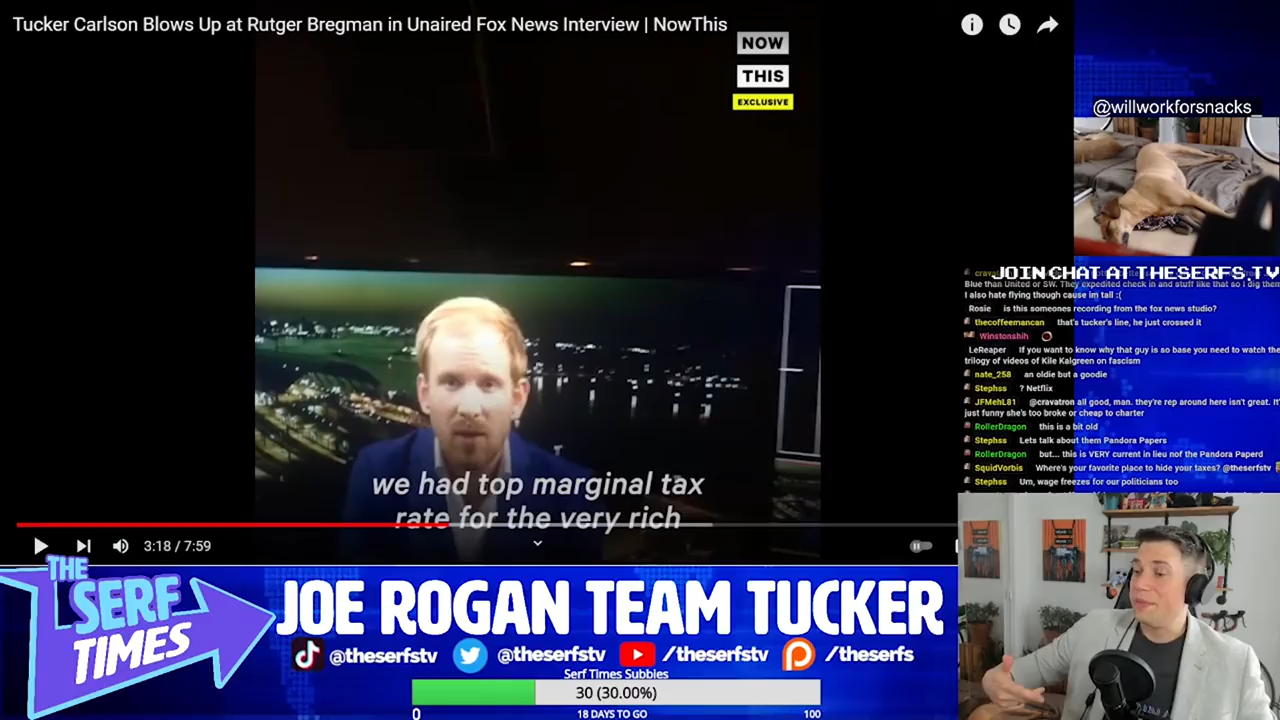 Tucker Carlson Blows Up at Rutger Bregman in Unaired Fox News Interview | NowThis
NOW
THIS
EXCLUSIVE
we had top marginal tax
rate for the very rich
3:18 / 7:59
@willworkforsnacks_
JOIN CHAT AT THESERFS TV
Blue than United or SW. They expedited check in and stuff like that so I dig them
I also hate flying though cause im tall :(
Rosie is this someones recording from the fox news studio?
thecoffeemancan that's tucker's line, he just crossed it
Winstonshih
LeReaper If you want to know why that guy is so base you need to watch the
trilogy of videos of Kile Kalgreen on fascism
nate_258 an oldie but a goodie
Stephss ? Netflix
JFMehL81 @cravatron all good, man. they're rep around here isn't great. It's
just funny she's too broke or cheap to charter
RollerDragon this is a bit old
Stephss Lets talk about them Pandora Papers
RollerDragon but... this is VERY current in lieu nof the Pandora Paperd
SquidVorbis Where's your favorite place to hide your taxes? @theserfstv
Stephss Um, wage freezes for our politicians too
THE
SERF
TIMES
JOE ROGAN TEAM TUCKER
@theserfstv @theserfstv /theserfstv /theserfs
Serf Times Subbies
30 (30.00%)
0 18 DAYS TO GO 100